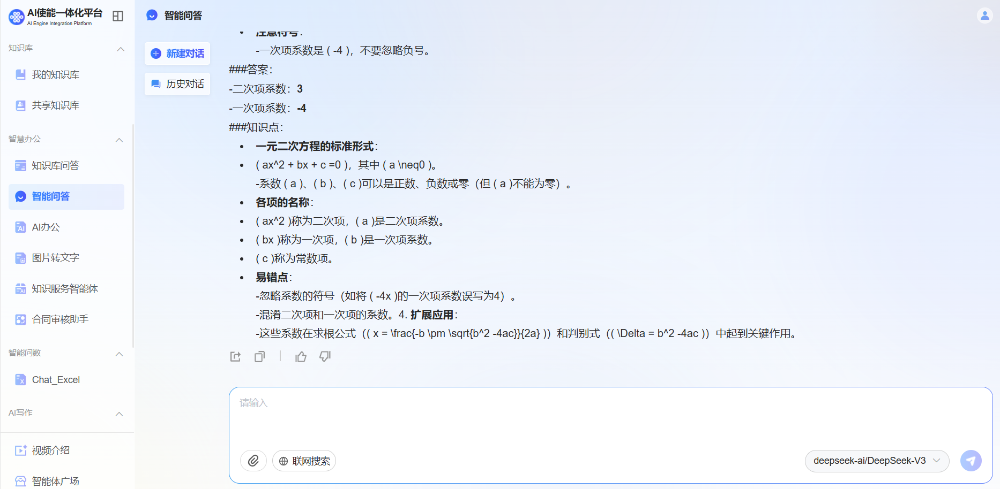 AI使能一体化平台
AI Engine Integration Platform
知识库
我的知识库
共享知识库
智慧办公
知识库问答
智能问答
AI办公
图片转文字
知识服务智能体
合同审核助手
智能问数
Chat_Excel
AI写作
视频介绍
智能体广场
智能问答
新建对话
历史对话
• 注意符号：
-一次项系数是 ( -4 )，不要忽略负号。
###答案：
-二次项系数：3
-一次项系数：-4
###知识点：
• 一元二次方程的标准形式：
• ( ax^2 + bx + c =0 )，其中 ( a \neq0 )。
-系数 ( a )、( b )、( c )可以是正数、负数或零（但 ( a )不能为零）。
• 各项的名称：
• ( ax^2 )称为二次项，( a )是二次项系数。
• ( bx )称为一次项，( b )是一次项系数。
• ( c )称为常数项。
• 易错点：
-忽略系数的符号（如将 ( -4x )的一次项系数误写为4）。
-混淆二次项和一次项的系数。4. 扩展应用：
-这些系数在求根公式（( x = \frac{-b \pm \sqrt{b^2 -4ac}}{2a} )）和判别式（( \Delta = b^2 -4ac )）中起到关键作用。
请输入
联网搜索
deepseek-ai/DeepSeek-V3